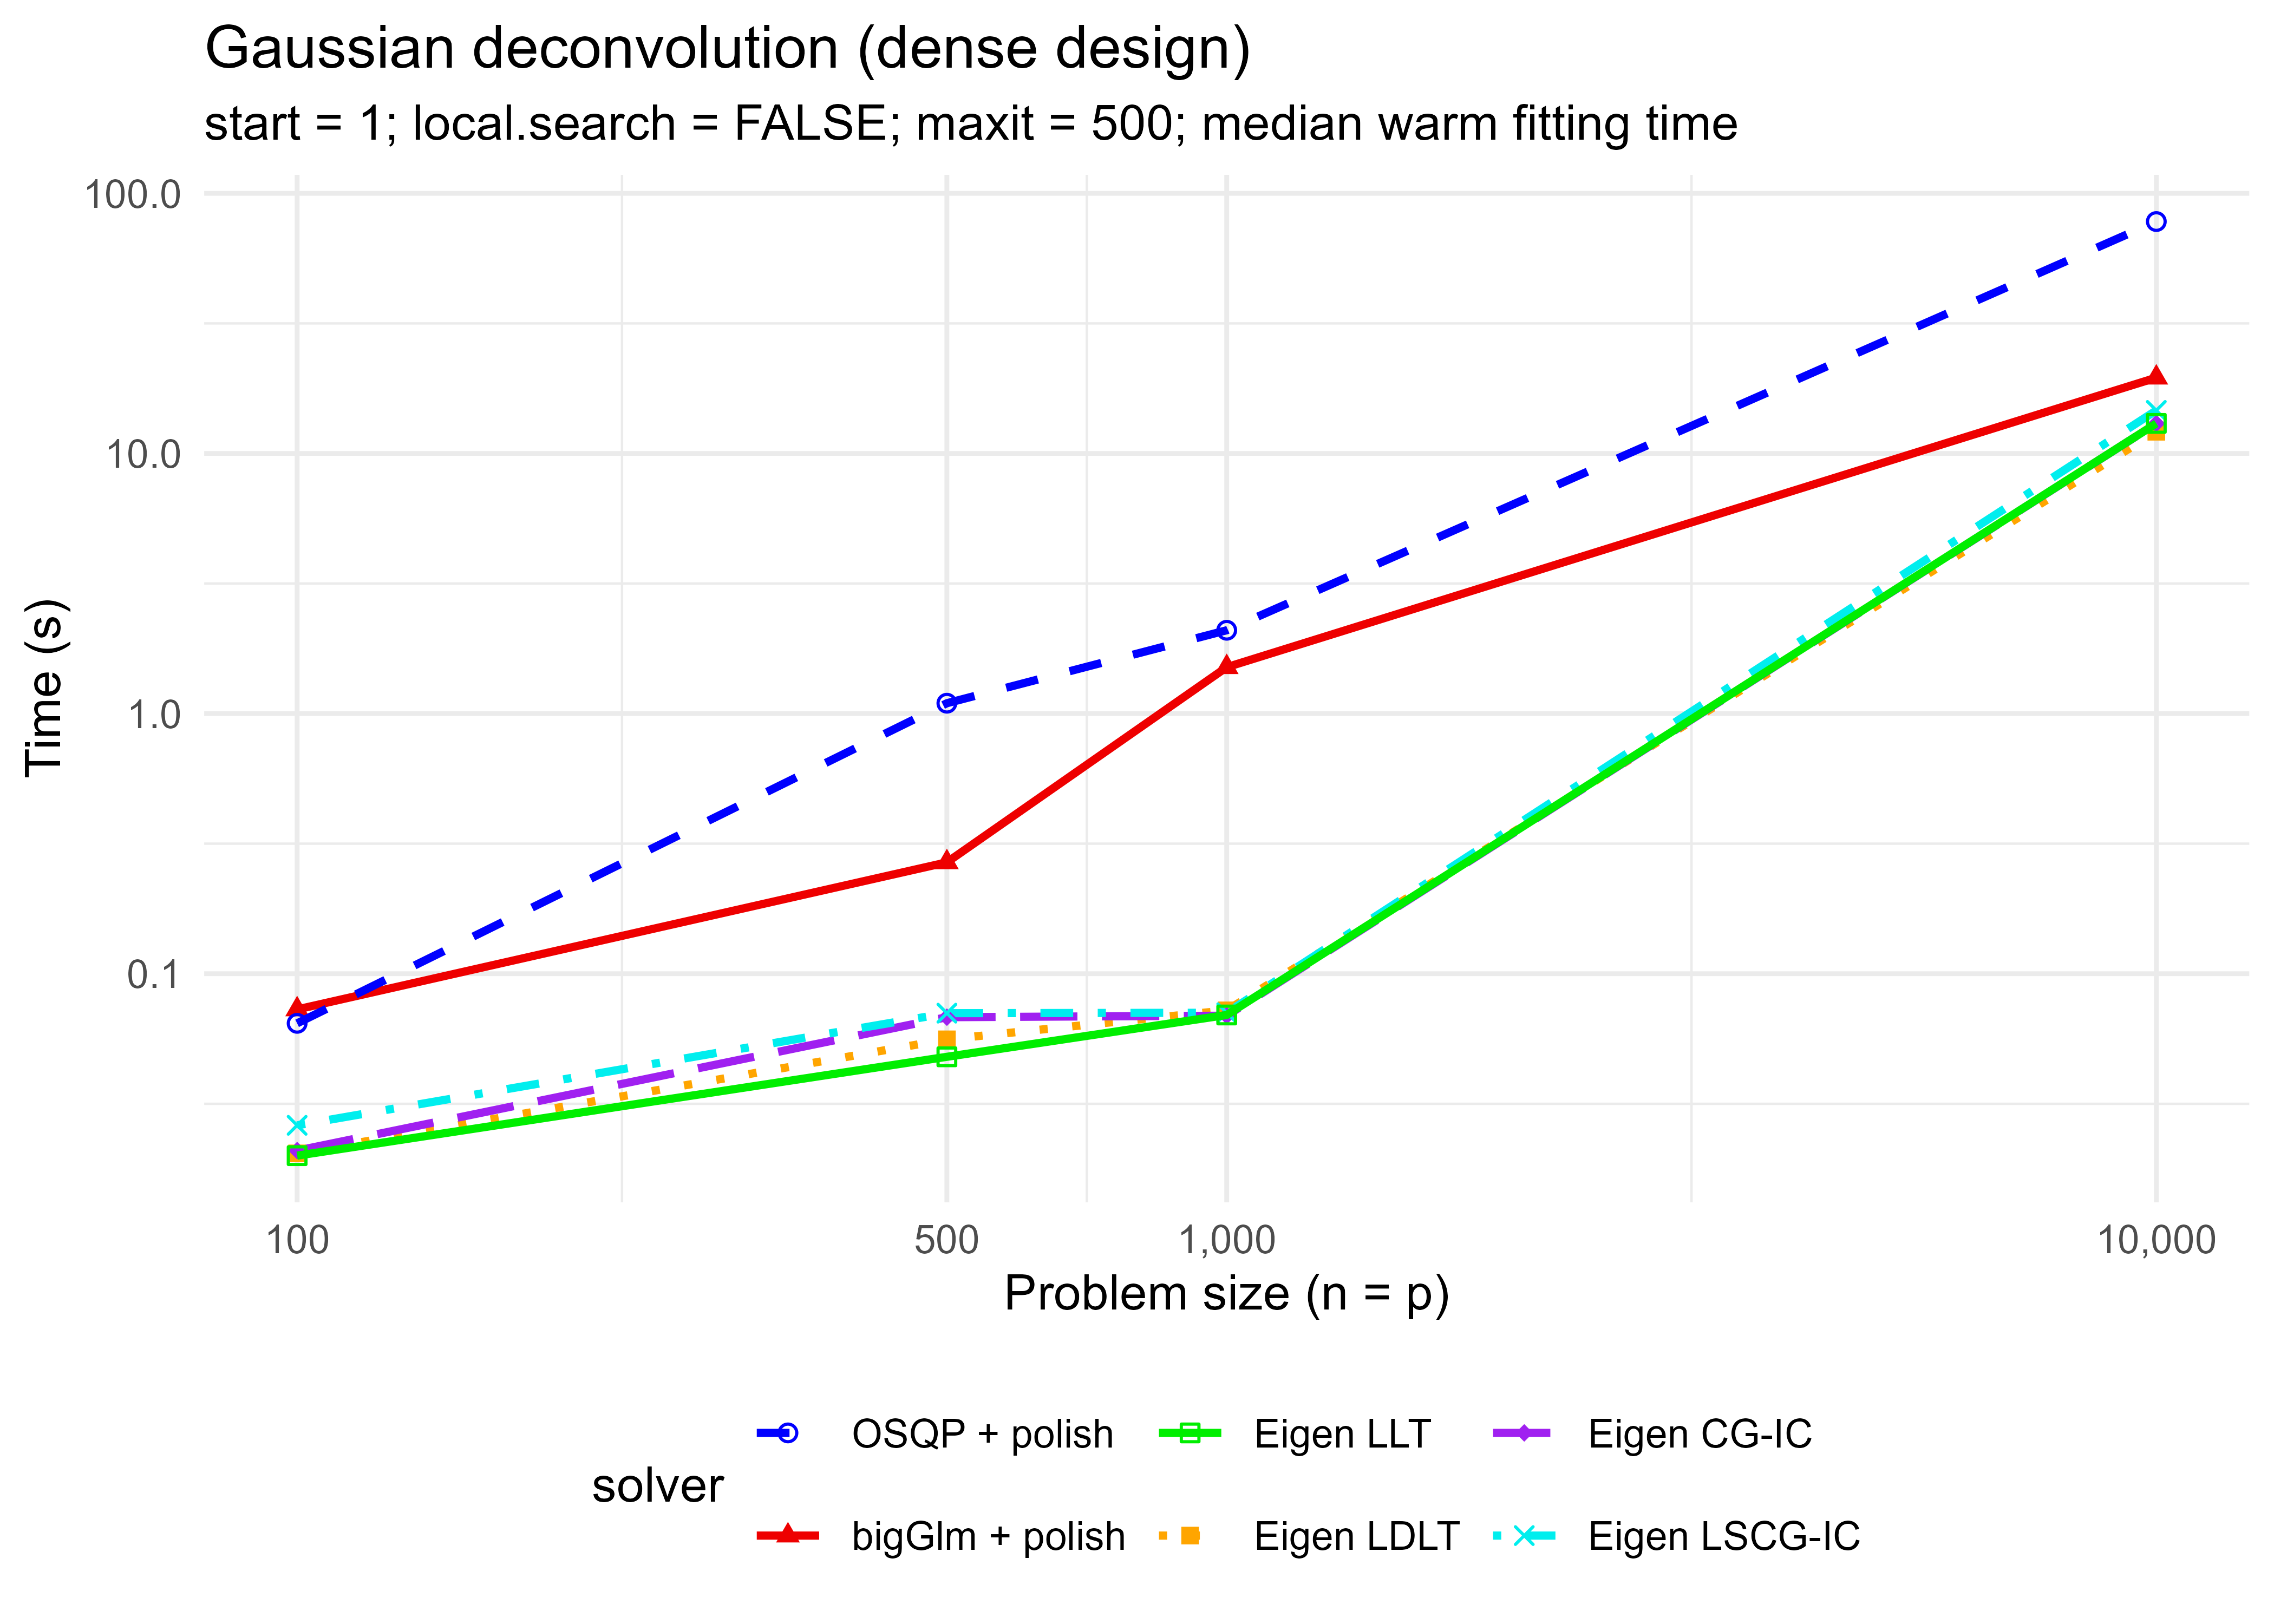 Gaussian deconvolution (dense design)
start = 1; local.search = FALSE; maxit = 500; median warm fitting time
100.0
10.0
1.0
0.1
Time (s)
100
500
1,000
10,000
Problem size (n = p)
solver
OSQP + polish
Eigen LLT
Eigen CG-IC
bigGlm + polish
Eigen LDLT
Eigen LSCG-IC